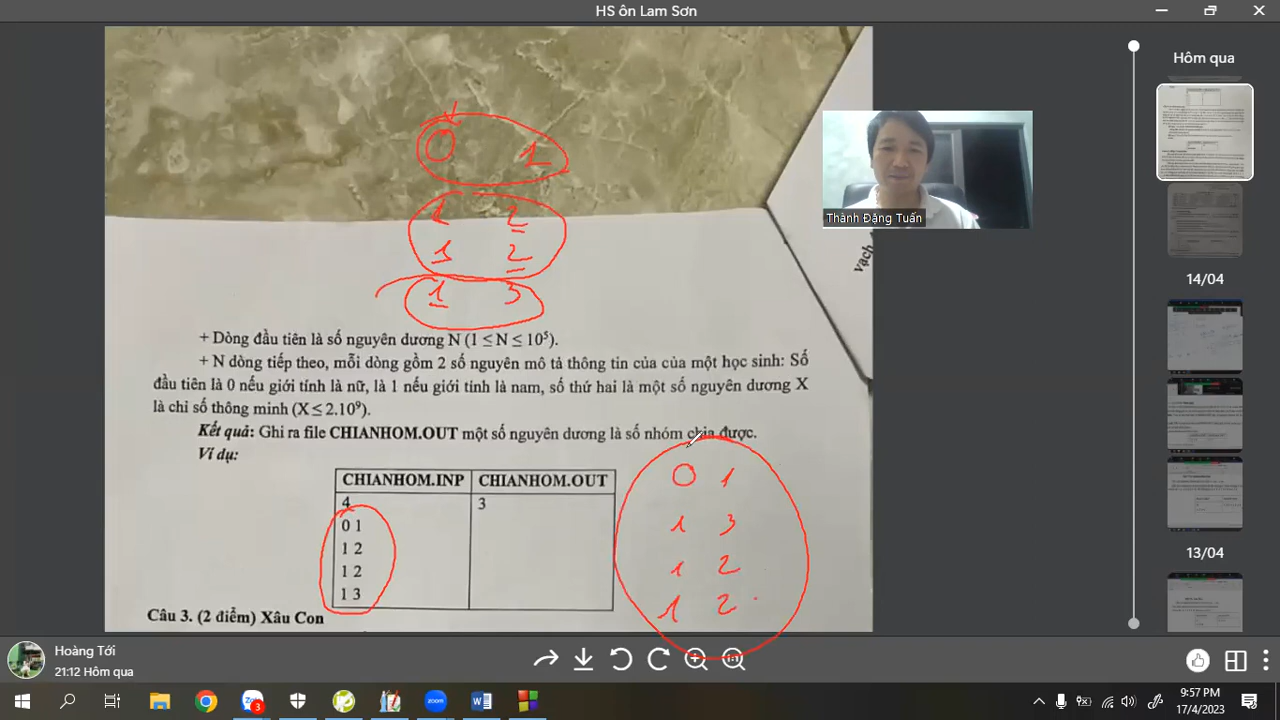 HS ôn Lam Sơn
Hôm qua
0 1
1 2
1 2
1 3
Thành Đặng Tuấn
vạch
14/04
13/04
+ Dòng đầu tiên là số nguyên dương N (1 ≤ N ≤ 10⁵).
+ N dòng tiếp theo, mỗi dòng gồm 2 số nguyên mô tả thông tin của của một học sinh: Số
đầu tiên là 0 nếu giới tính là nữ, là 1 nếu giới tính là nam, số thứ hai là một số nguyên dương X
là chỉ số thông minh (X ≤ 2.10⁹).
Kết quả: Ghi ra file CHIANHOM.OUT một số nguyên dương là số nhóm chia được.
Ví dụ:
CHIANHOM.INP CHIANHOM.OUT
4 3
0 1
1 2
1 2
1 3
0 1
1 3
1 2
1 2
Câu 3. (2 điểm) Xâu Con
Hoàng Tới
21:12 Hôm qua
Zalo
3
zoom
W
9:57 PM
17/4/2023